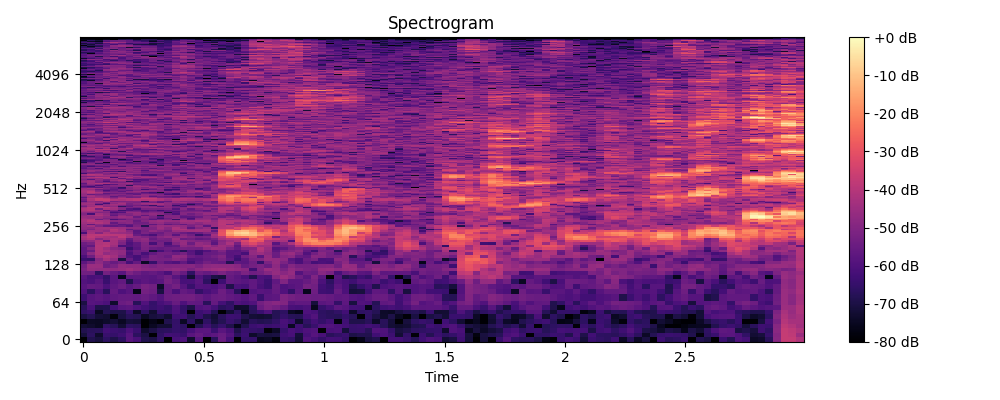 Spectrogram
Hz
4096
2048
1024
512
256
128
64
0
0
0.5
1
1.5
2
2.5
Time
+0 dB
-10 dB
-20 dB
-30 dB
-40 dB
-50 dB
-60 dB
-70 dB
-80 dB